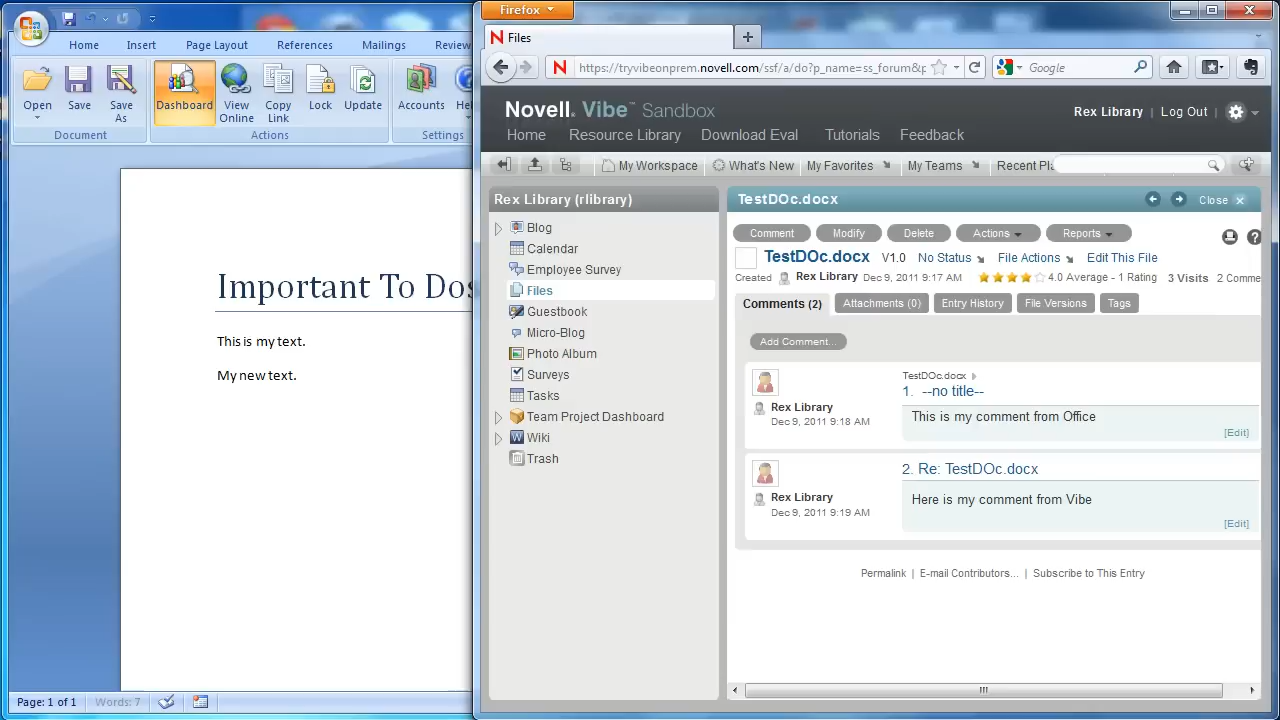 Home Insert Page Layout References Mailings Review
Open Save Save As Dashboard View Online Copy Link Lock Update Accounts
Document Actions Settings
Important To Dos
This is my text.
My new text.
Page: 1 of 1 Words: 7
Firefox
Files
https://tryvibeonprem.novell.com/ssf/a/do?p_name=ss_forum&p
Google
Novell. Vibe™ Sandbox
Rex Library | Log Out
Home Resource Library Download Eval Tutorials Feedback
My Workspace What's New My Favorites My Teams Recent Pla
Rex Library (rlibrary)
Blog
Calendar
Employee Survey
Files
Guestbook
Micro-Blog
Photo Album
Surveys
Tasks
Team Project Dashboard
Wiki
Trash
TestDOc.docx Close
Comment Modify Delete Actions Reports
TestDOc.docx V1.0 No Status File Actions Edit This File
Created Rex Library Dec 9, 2011 9:17 AM 4.0 Average - 1 Rating 3 Visits 2 Comme
Comments (2) Attachments (0) Entry History File Versions Tags
Add Comment...
TestDOc.docx
1. --no title--
Rex Library
Dec 9, 2011 9:18 AM
This is my comment from Office
[Edit]
2. Re: TestDOc.docx
Rex Library
Dec 9, 2011 9:19 AM
Here is my comment from Vibe
[Edit]
Permalink | E-mail Contributors... | Subscribe to This Entry